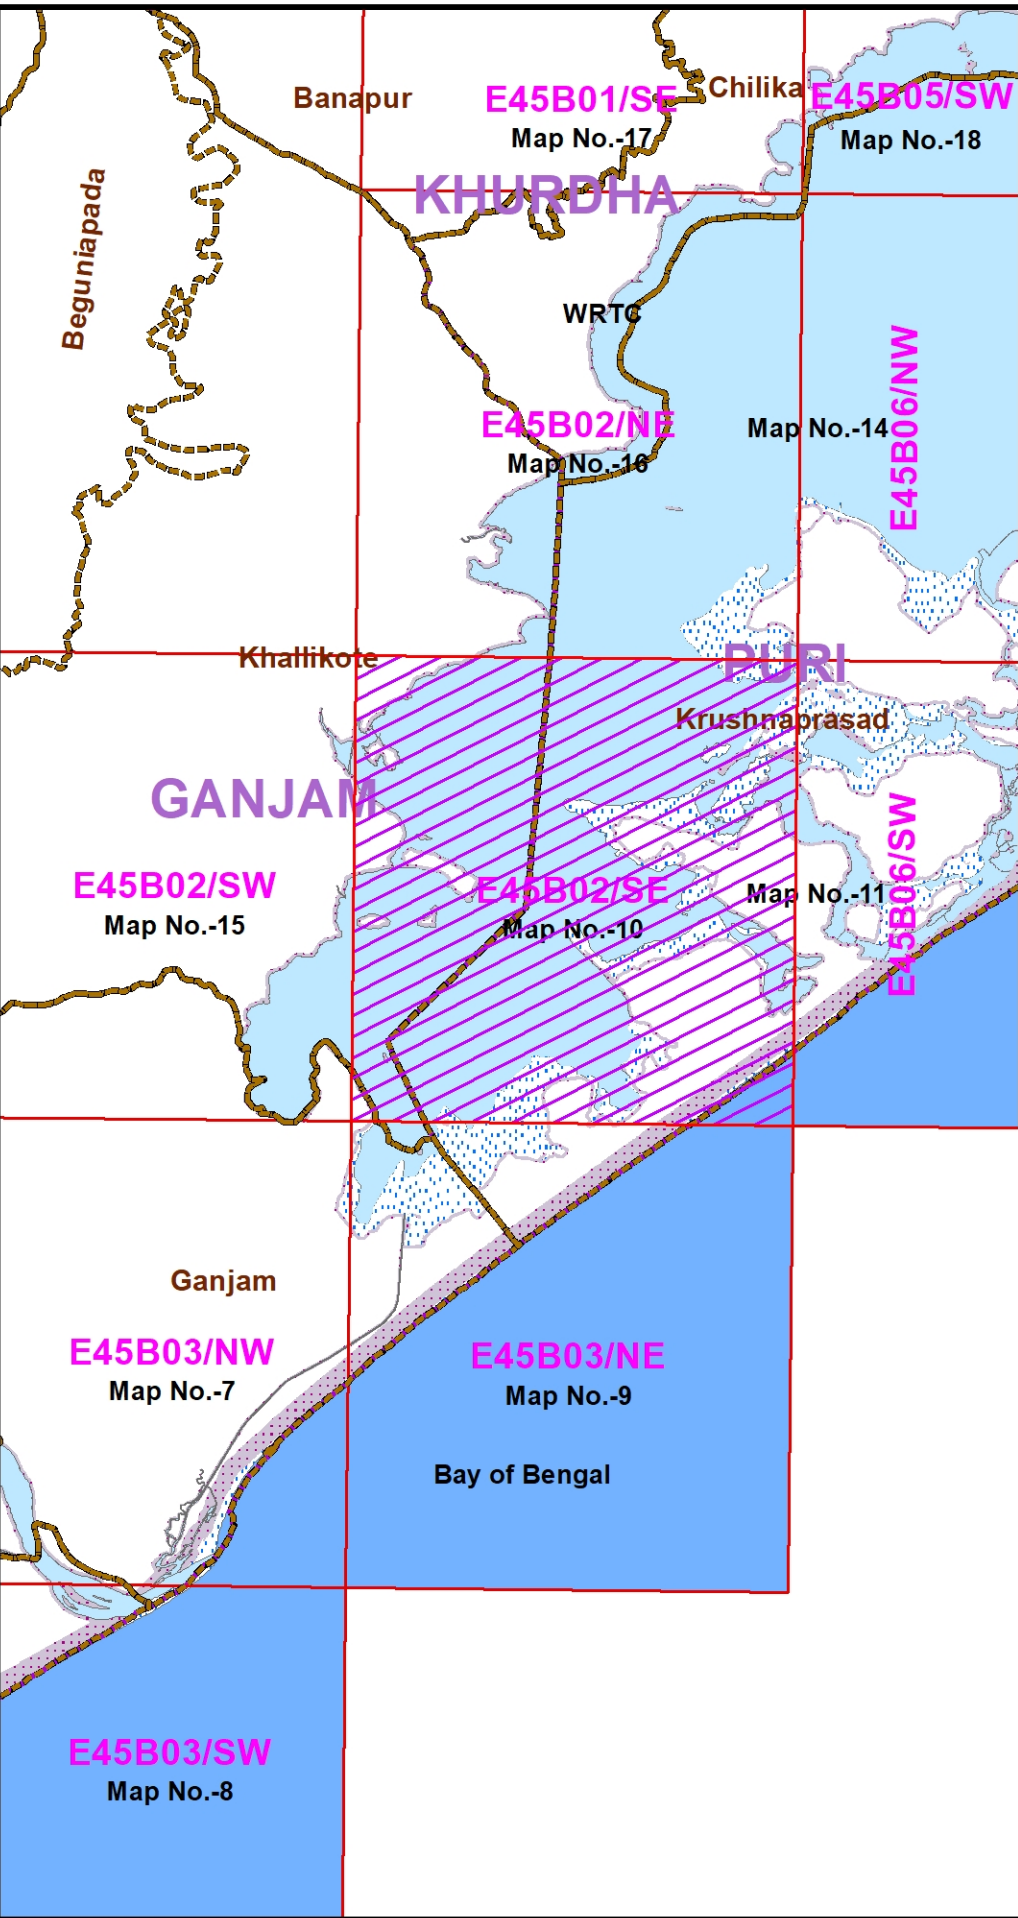 Banapur
E45B01/SE
Map No.-17
Chilika
E45B05/SW
Map No.-18
KHURDHA
Beguniapada
WRTC
E45B02/NE
Map No.-16
Map No.-14
E45B06/NW
Khallikote
PURI
Krushnaprasad
GANJAM
E45B02/SW
Map No.-15
E45B02/SE
Map No.-10
Map No.-11
E45B06/SW
Ganjam
E45B03/NW
Map No.-7
E45B03/NE
Map No.-9
Bay of Bengal
E45B03/SW
Map No.-8